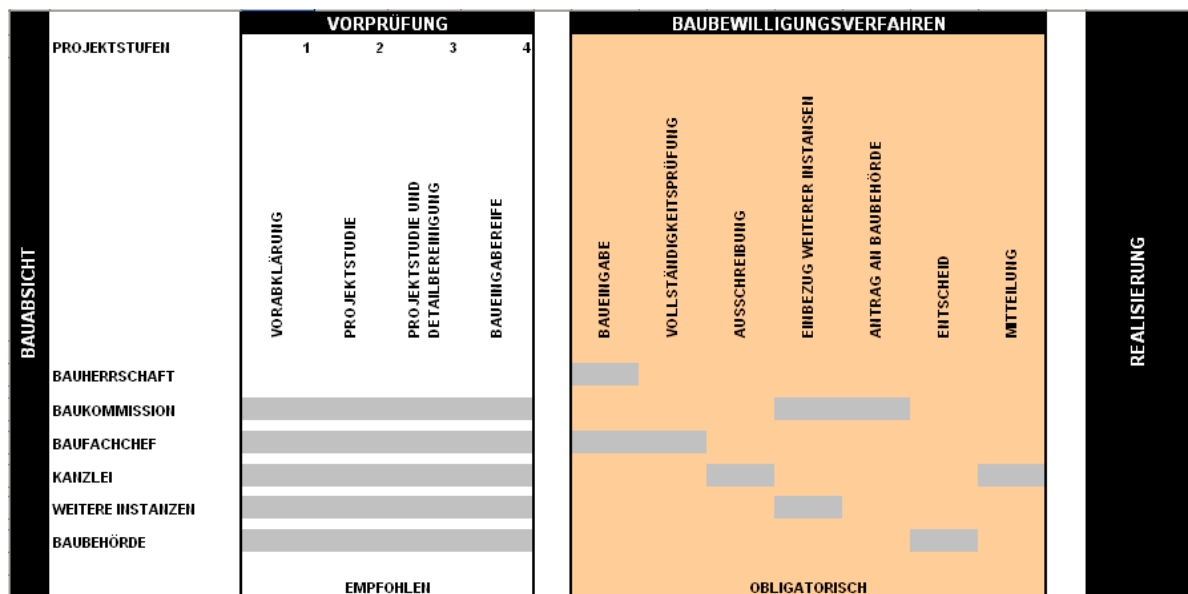 VORPRÜFUNG
BAUBEWILIGUNGSVERFAHREN
PROJEKTSTUFEN 1 2 3 4
BAUABSICHT
VORABKLÄRUNG
PROJEKTSTUDIE
PROJEKTSTUDIE UND
DETAILBEREINIGUNG
BAUEINGABEREIFE
BAUEINGABE
VOLLSTÄNDIGKEITSPRÜFUNG
AUSSCHREIBUNG
EINBEZUG WEITERER INSTANSEN
ANTRAG AN BAUBEHÖRDE
ENTSCHEID
MITTEILUNG
REALISIERUNG
BAUHERRSCHAFT
BAUKOMMISSION
BAUFACHCHEF
KANZLEI
WEITERE INSTANZEN
BAUBEHÖRDE
EMPFOHLEN
OBLIGATORISCH